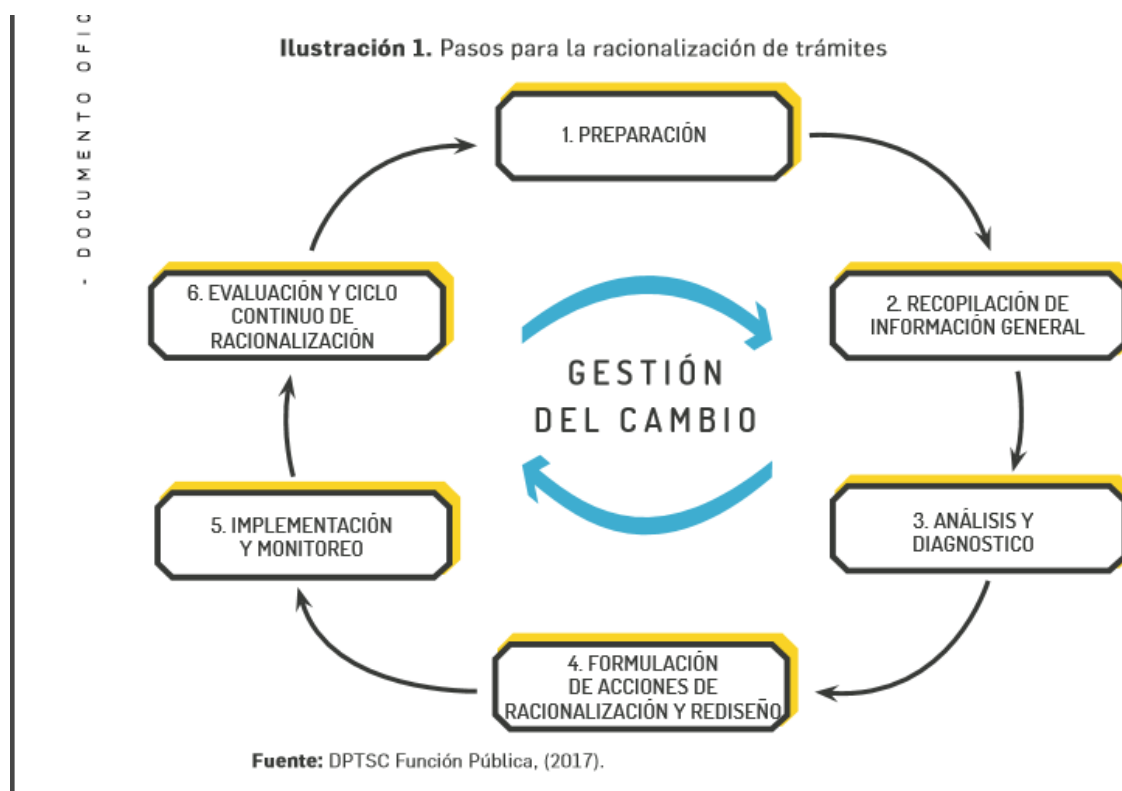 - DOCUMENTO OFIC
Ilustración 1. Pasos para la racionalización de trámites
1. PREPARACIÓN
2. RECOPILACIÓN DE
INFORMACIÓN GENERAL
3. ANÁLISIS Y
DIAGNOSTICO
4. FORMULACIÓN
DE ACCIONES DE
RACIONALIZACIÓN Y REDISEÑO
5. IMPLEMENTACIÓN
Y MONITOREO
6. EVALUACIÓN Y CICLO
CONTINUO DE
RACIONALIZACIÓN
GESTIÓN
DEL CAMBIO
Fuente: DPTSC Función Pública, (2017).